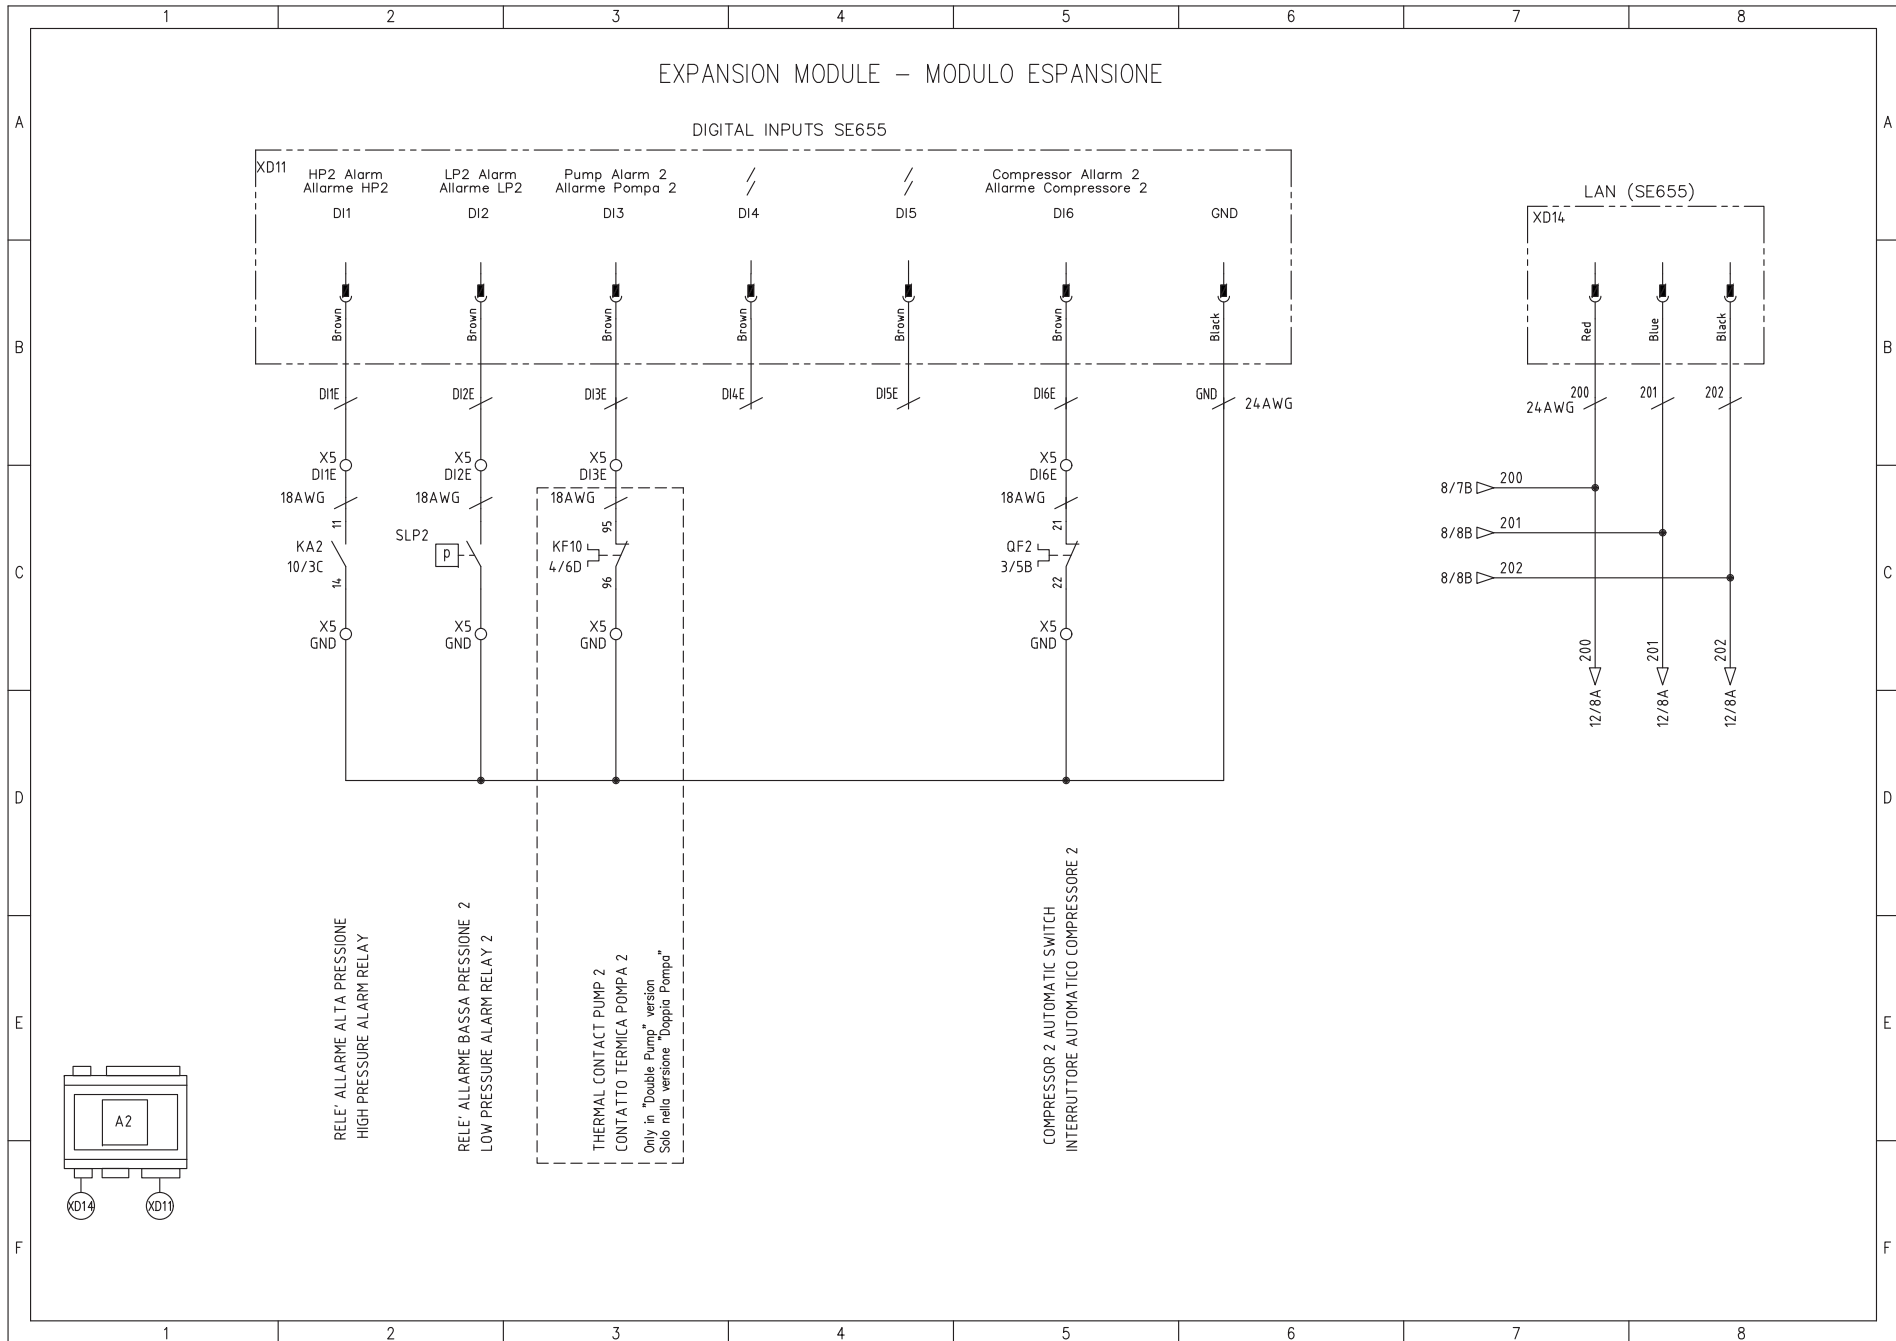 1 2 3 4 5 6 7 8
EXPANSION MODULE – MODULO ESPANSIONE
A
A
DIGITAL INPUTS SE655
XD11
HP2 Alarm
Allarme HP2
DI1
LP2 Alarm
Allarme LP2
DI2
Pump Alarm 2
Allarme Pompa 2
DI3
//
DI4
//
DI5
Compressor Allarm 2
Allarme Compressore 2
DI6
GND
LAN (SE655)
XD14
B
B
Brown
Brown
Brown
Brown
Brown
Brown
Black
Red
Blue
Black
DI1E
DI2E
DI3E
DI4E
DI5E
DI6E
GND
24AWG
24AWG
200
201
202
X5
DI1E
X5
DI2E
X5
DI3E
X5
DI6E
18AWG
18AWG
18AWG
18AWG
8/7B
200
8/8B
201
8/8B
202
C
C
11
KA2
10/3C
14
SLP2
P
95
KF10
4/6D
96
21
QF2
3/5B
22
X5
GND
X5
GND
X5
GND
X5
GND
200
201
202
12/8A
12/8A
12/8A
D
D
RELE' ALLARME ALTA PRESSIONE
HIGH PRESSURE ALARM RELAY
RELE' ALLARME BASSA PRESSIONE 2
LOW PRESSURE ALARM RELAY 2
THERMAL CONTACT PUMP 2
CONTATTO TERMICA POMPA 2
Only in "Double Pump" version
Solo nella versione "Doppia Pompa"
COMPRESSOR 2 AUTOMATIC SWITCH
INTERRUTTORE AUTOMATICO COMPRESSORE 2
E
E
A2
XD14
XD11
F
F
1 2 3 4 5 6 7 8